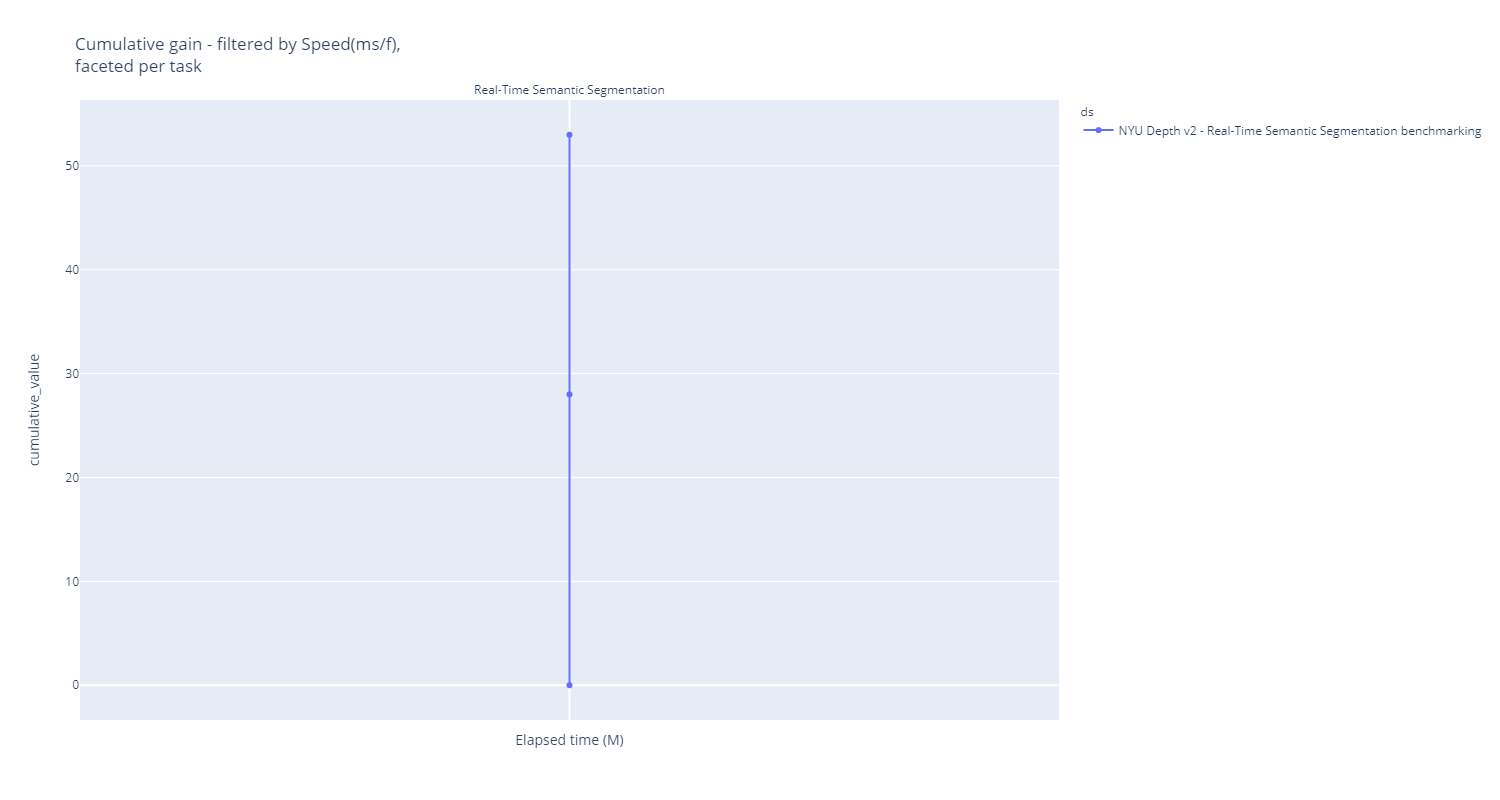 Cumulative gain - filtered by Speed(ms/f),
faceted per task
Real-Time Semantic Segmentation
ds
NYU Depth v2 - Real-Time Semantic Segmentation benchmarking
50
40
30
20
10
0
cumulative_value
Elapsed time (M)